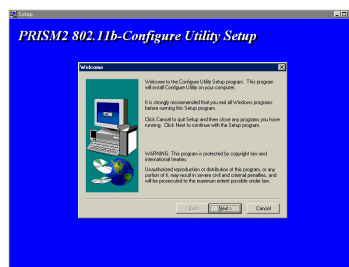 Setup
PRISM2 802.11b-Configure Utility Setup
Welcome
Welcome to the Configure Utility Setup program. This program
will install Configure Utility on your computer.
It is strongly recommended that you exit all Windows programs
before running this Setup program.
Click Cancel to quit Setup and then close any programs you have
running. Click Next to continue with the Setup program.
WARNING: This program is protected by copyright law and
international treaties.
Unauthorized reproduction or distribution of this program, or any
portion of it, may result in severe civil and criminal penalties, and
will be prosecuted to the maximum extent possible under law.
< Back Next > Cancel